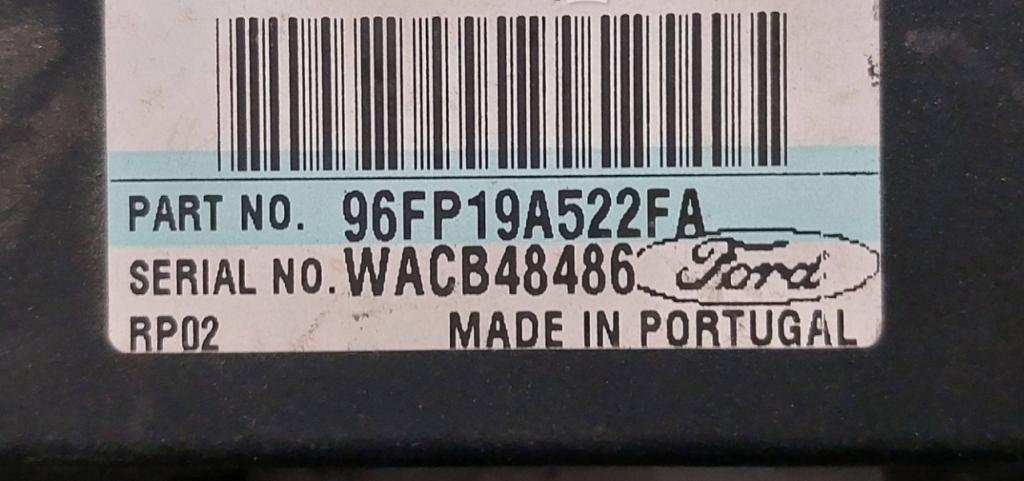 PART NO. 96FP19A522FA
SERIAL NO. WACB48486 Ford
RP02 MADE IN PORTUGAL